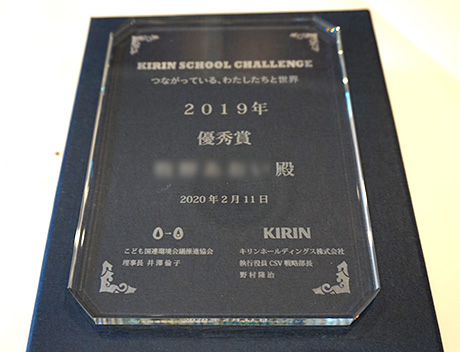 KIRIN SCHOOL CHALLENGE
つながっている、わたしたちと世界
2019年
優秀賞
殿
2020年2月11日
こども国連環境会議推進協会
理事長 井澤倫子
KIRIN
キリンホールディングス株式会社
執行役員 CSV戦略部長
野村隆治